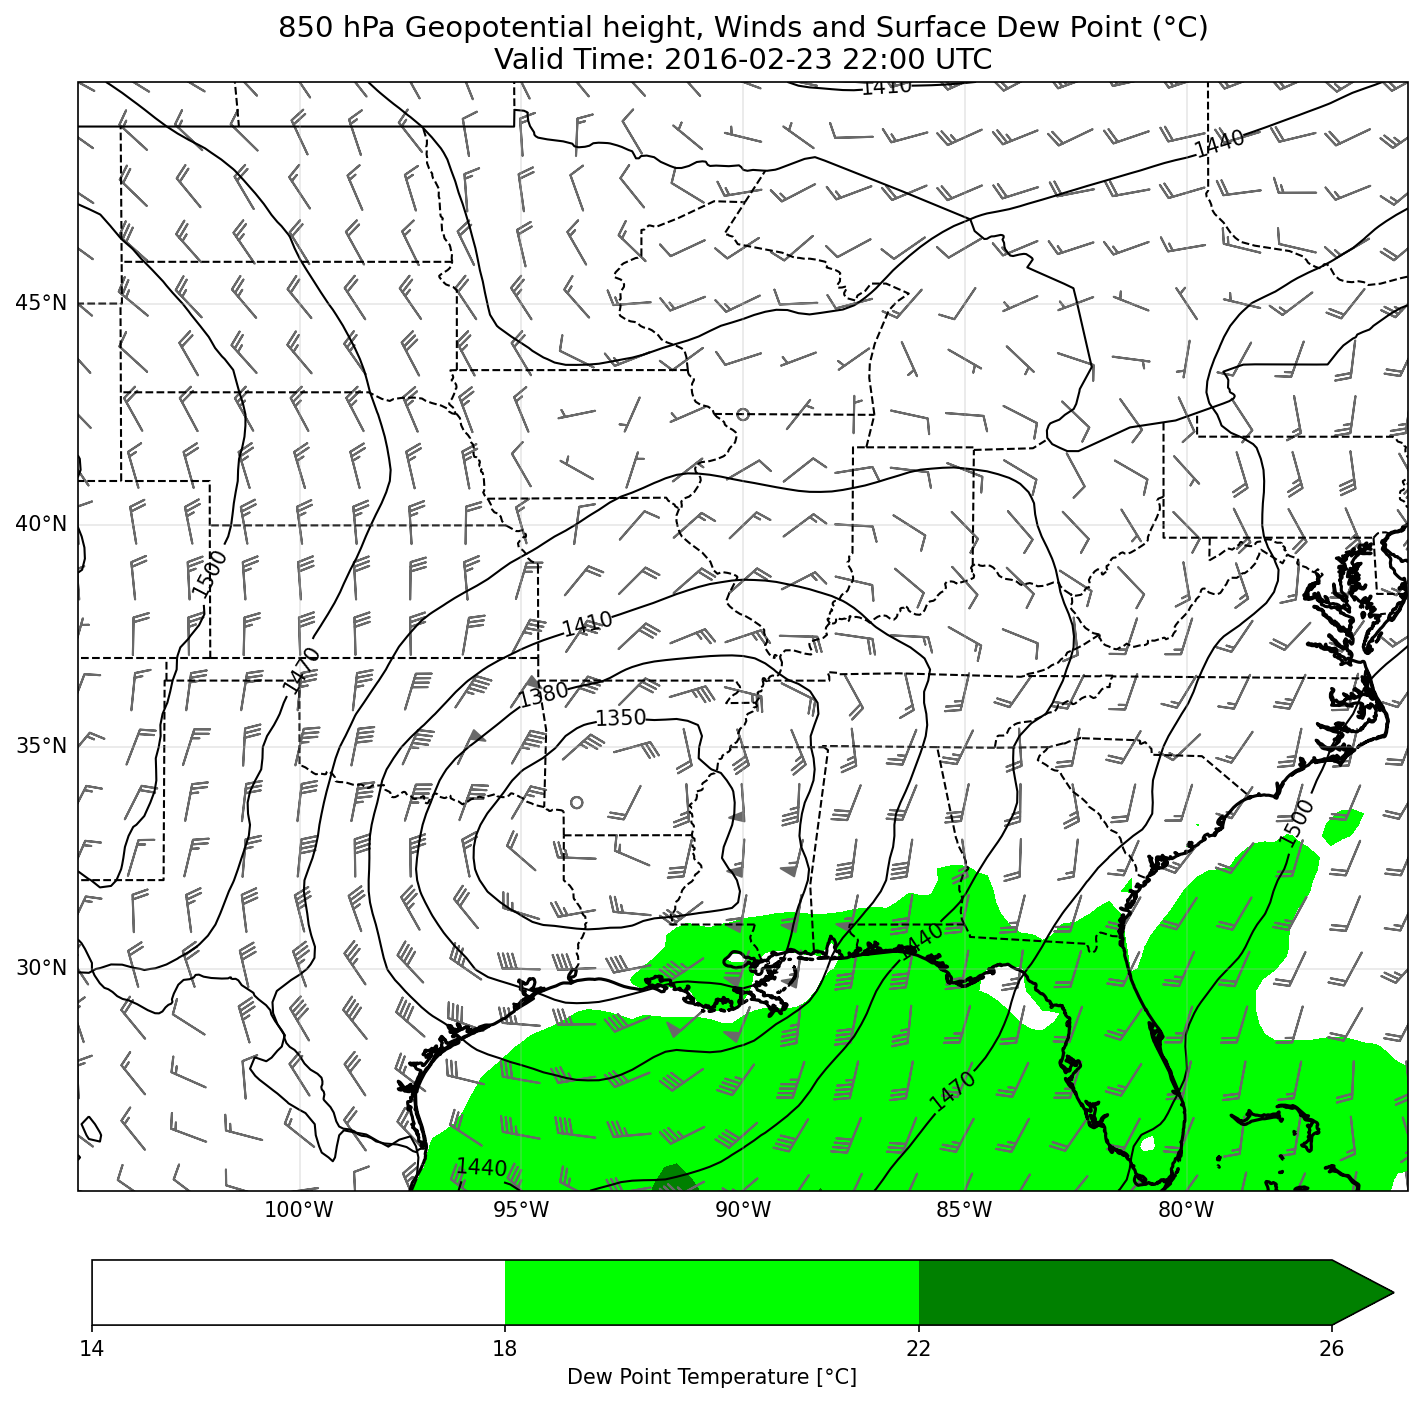 850 hPa Geopotential height, Winds and Surface Dew Point (°C)
Valid Time: 2016-02-23 22:00 UTC
1410
1440
45°N
40°N
1500
1410
1470
1380
1350
35°N
1500
1440
30°N
1470
1440
100°W 95°W 90°W 85°W 80°W
14 18 22 26
Dew Point Temperature [°C]